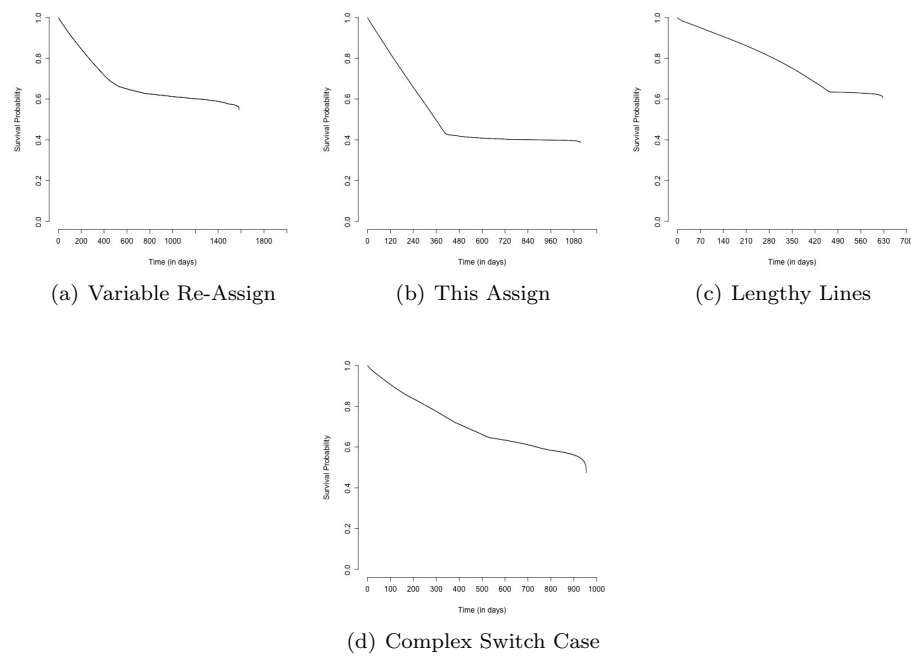 1.0
0.8
0.6
0.4
0.2
0.0
Survival Probability
0 200 400 600 800 1000 1400 1800
Time (in days)
(a) Variable Re-Assign
1.0
0.8
0.6
0.4
0.2
0.0
Survival Probability
0 120 240 360 480 600 720 840 960 1080
Time (in days)
(b) This Assign
1.0
0.8
0.6
0.4
0.2
0.0
Survival Probability
0 70 140 210 280 350 420 490 560 630 700
Time (in days)
(c) Lengthy Lines
1.0
0.8
0.6
0.4
0.2
0.0
Survival Probability
0 100 200 300 400 500 600 700 800 900 1000
Time (in days)
(d) Complex Switch Case